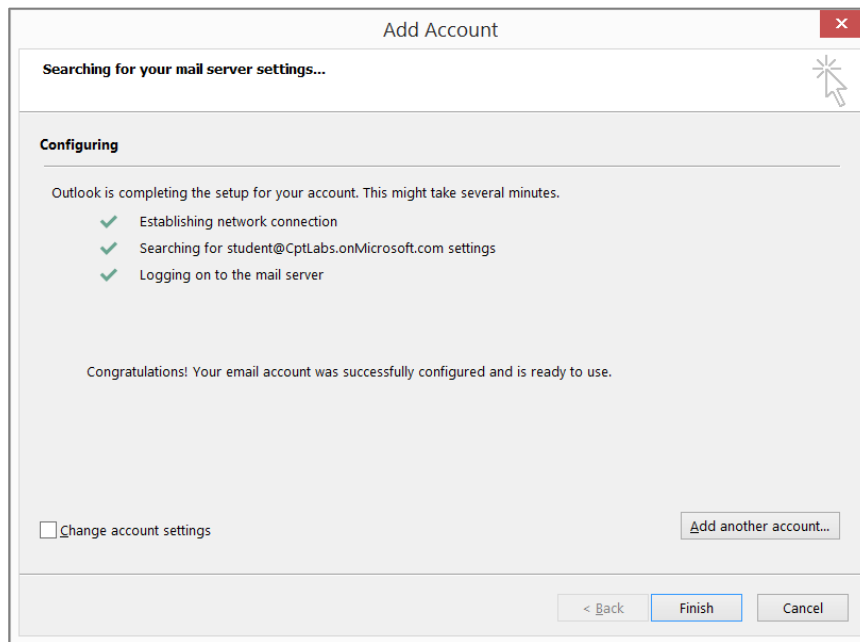 Add Account
Searching for your mail server settings...
Configuring
Outlook is completing the setup for your account. This might take several minutes.
Establishing network connection
Searching for student@CptLabs.onMicrosoft.com settings
Logging on to the mail server
Congratulations! Your email account was successfully configured and is ready to use.
Change account settings
Add another account...
< Back
Finish
Cancel